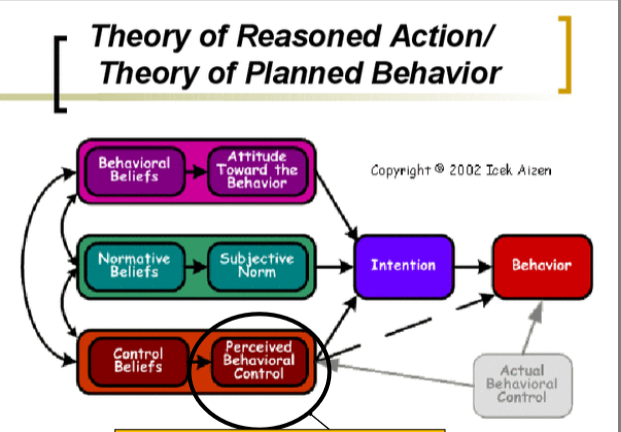 Theory of Reasoned Action/
Theory of Planned Behavior
Behavioral
Beliefs
Attitude
Toward the
Behavior
Copyright © 2002 Icek Aizen
Normative
Beliefs
Subjective
Norm
Intention
Behavior
Control
Beliefs
Perceived
Behavioral
Control
Actual
Behavioral
Control